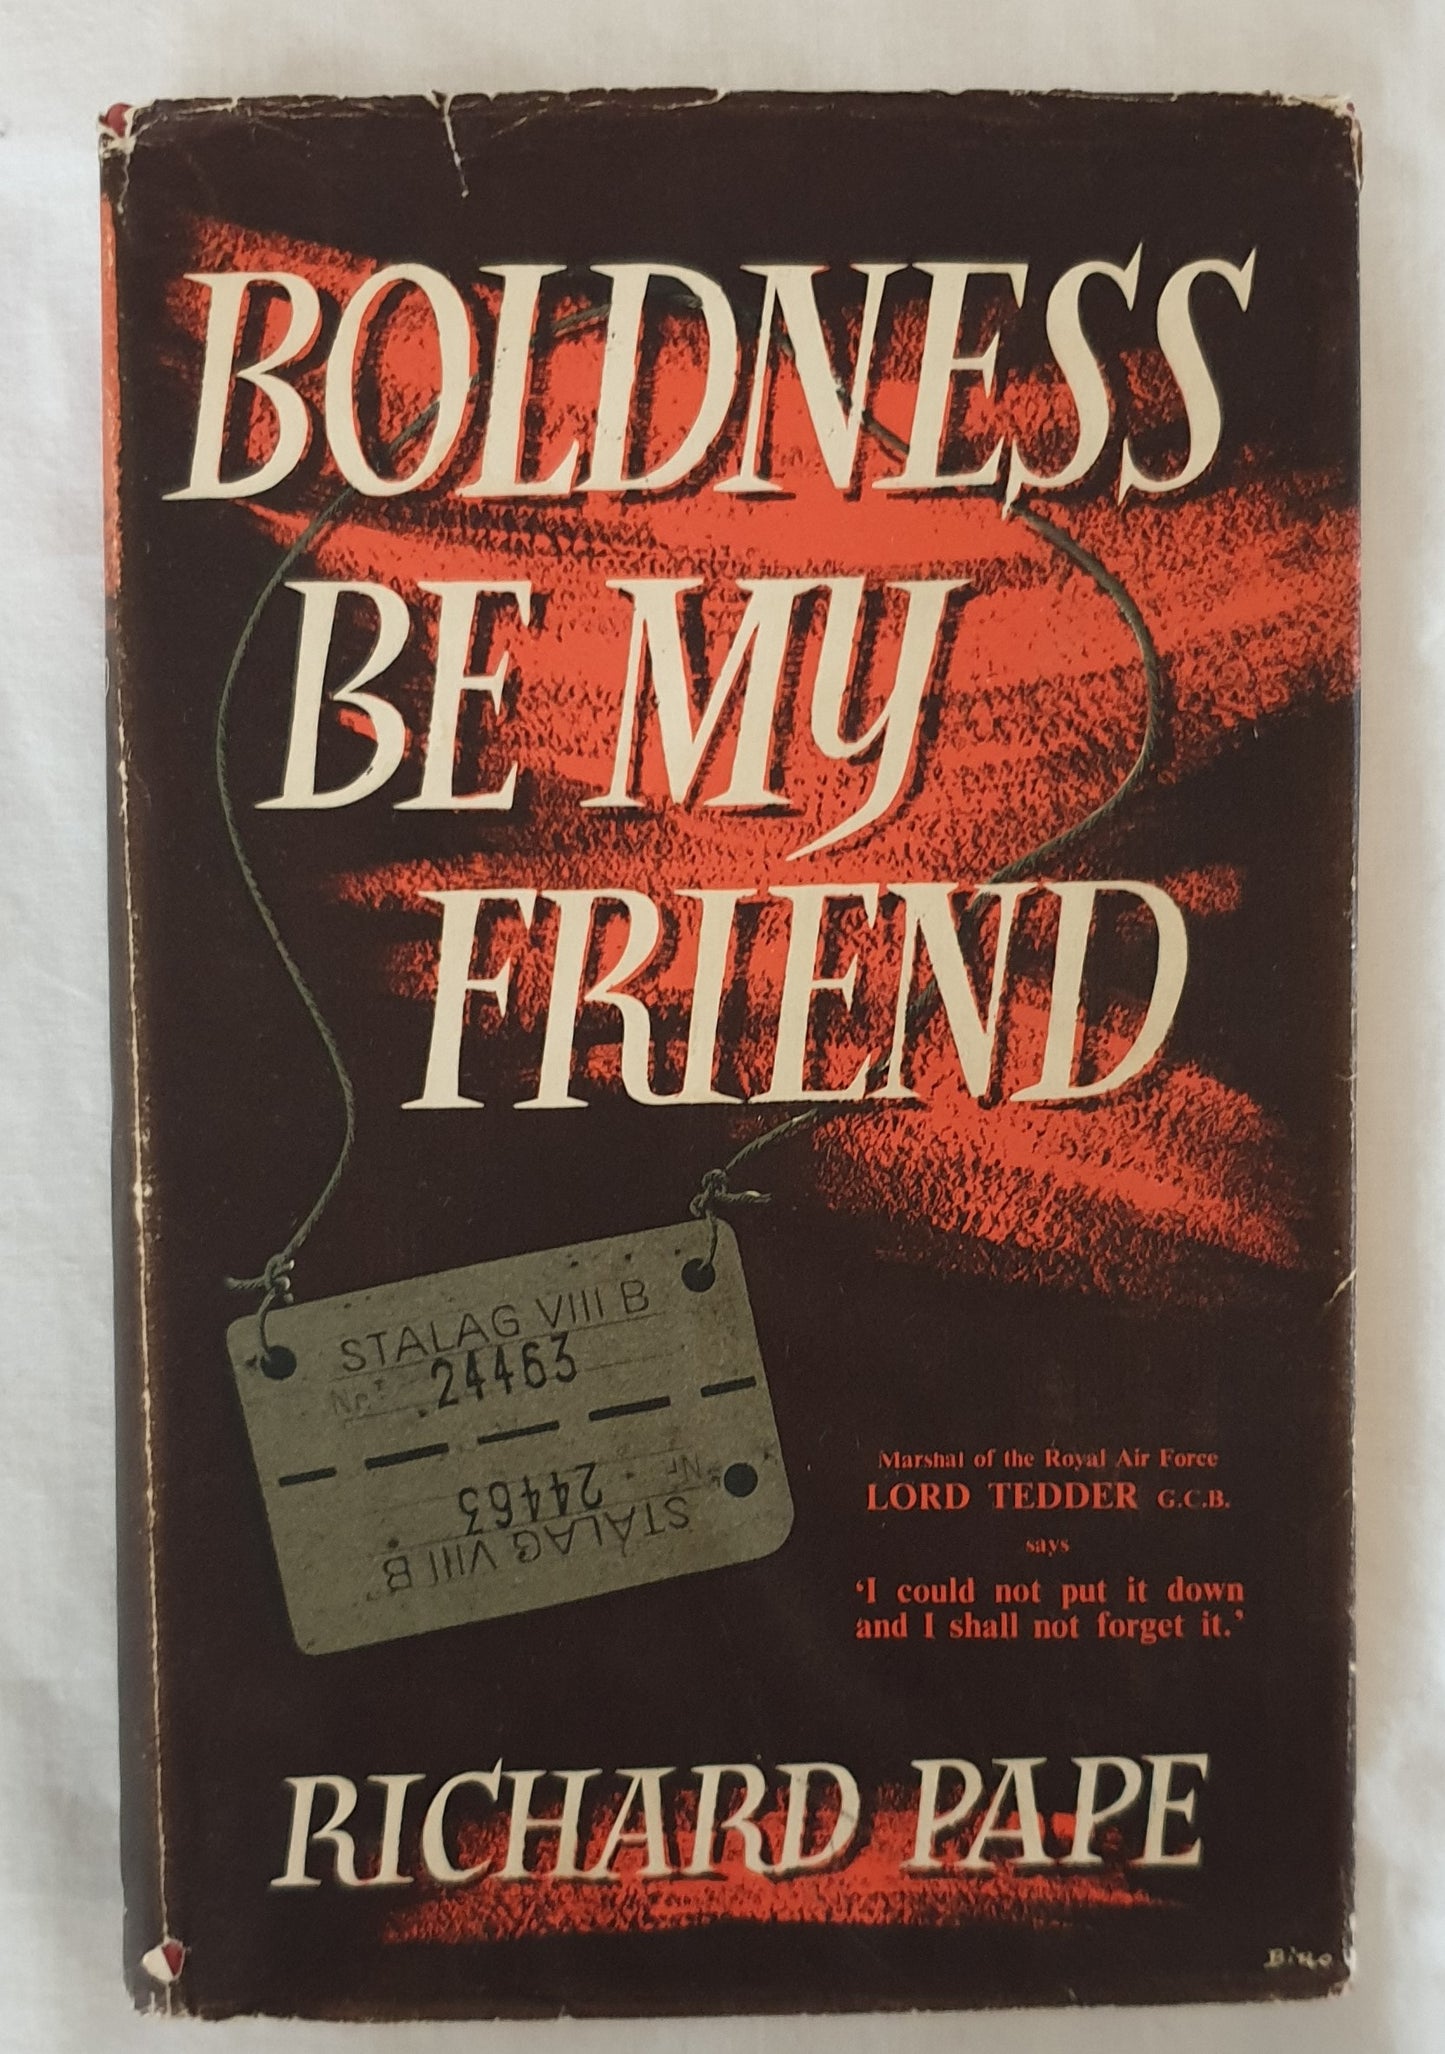 BOLDNESS
BE MY
FRIEND
STALAG VIII B
Nr. 24463
Nr 24463
STALAG VIII B
Marshal of the Royal Air Force
LORD TEDDER G.C.B.
says
‘I could not put it down
and I shall not forget it.’
RICHARD PAPE